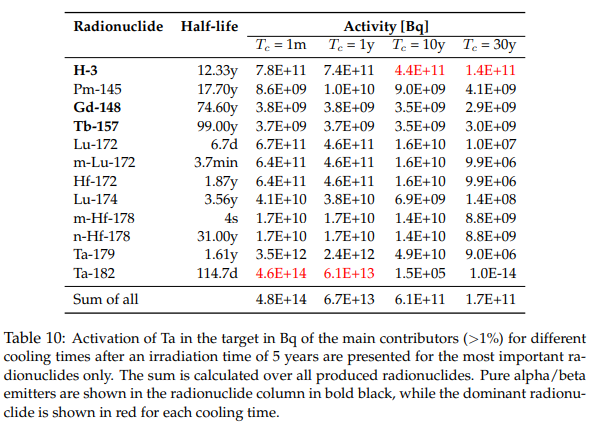 Radionuclide Half-life Activity [Bq]
Tc = 1m Tc = 1y Tc = 10y Tc = 30y
H-3 12.33y 7.8E+11 7.4E+11 4.4E+11 1.4E+11
Pm-145 17.70y 8.6E+09 1.0E+10 9.0E+09 4.1E+09
Gd-148 74.60y 3.8E+09 3.8E+09 3.5E+09 2.9E+09
Tb-157 99.00y 3.7E+09 3.7E+09 3.5E+09 3.0E+09
Lu-172 6.7d 6.7E+11 4.6E+11 1.6E+10 1.0E+07
m-Lu-172 3.7min 6.4E+11 4.6E+11 1.6E+10 9.9E+06
Hf-172 1.87y 6.4E+11 4.6E+11 1.6E+10 9.9E+06
Lu-174 3.56y 4.1E+10 3.8E+10 6.9E+09 1.4E+08
m-Hf-178 4s 1.7E+10 1.7E+10 1.4E+10 8.8E+09
n-Hf-178 31.00y 1.7E+10 1.7E+10 1.4E+10 8.8E+09
Ta-179 1.61y 3.5E+12 2.4E+12 4.9E+10 9.0E+06
Ta-182 114.7d 4.6E+14 6.1E+13 1.5E+05 1.0E-14
Sum of all 4.8E+14 6.7E+13 6.1E+11 1.7E+11
Table 10: Activation of Ta in the target in Bq of the main contributors (>1%) for different
cooling times after an irradiation time of 5 years are presented for the most important ra-
dionuclides only. The sum is calculated over all produced radionuclides. Pure alpha/beta
emitters are shown in the radionuclide column in bold black, while the dominant radionu-
clide is shown in red for each cooling time.